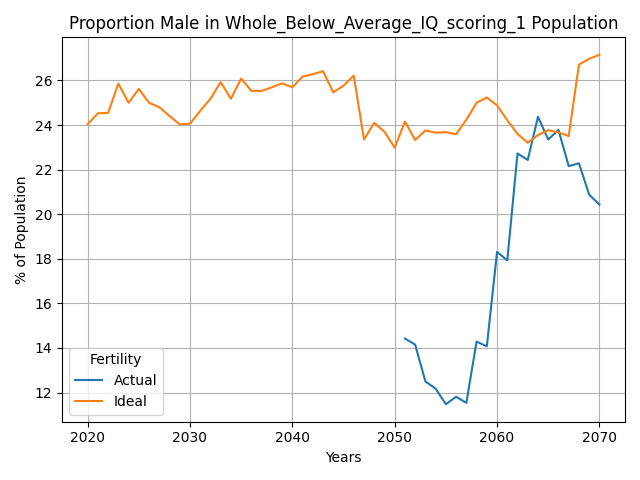 Proportion Male in Whole_Below_Average_IQ_scoring_1 Population
% of Population
26
24
22
20
18
16
14
12
Fertility
Actual
Ideal
2020
2030
2040
2050
2060
2070
Years